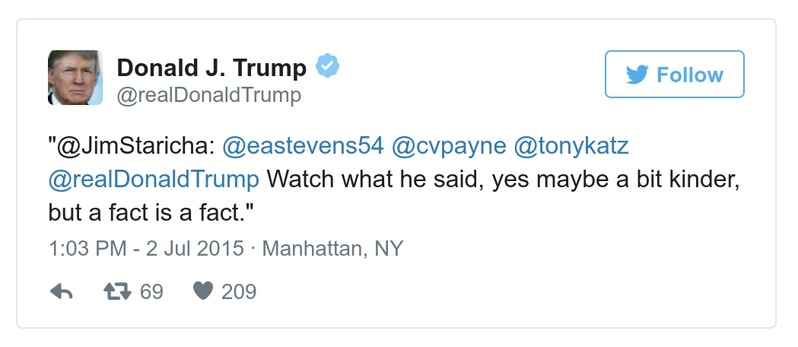 Donald J. Trump
@realDonaldTrump
Follow
"@JimStaricha: @eastevens54 @cvpayne @tonykatz
@realDonaldTrump Watch what he said, yes maybe a bit kinder,
but a fact is a fact."
1:03 PM - 2 Jul 2015 · Manhattan, NY
69 209